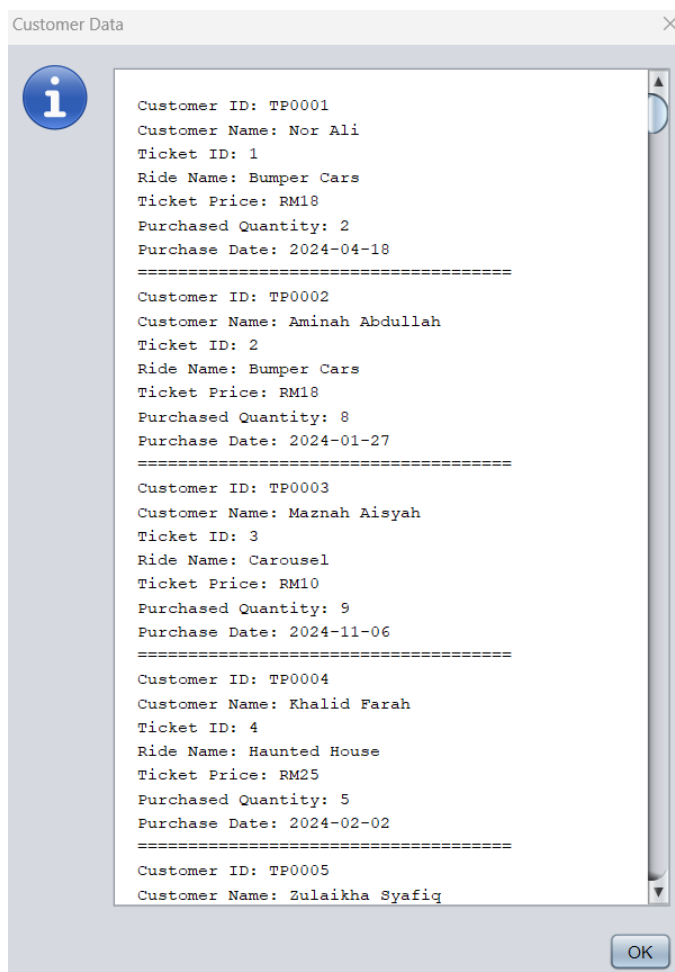 Customer Data
Customer ID: TP0001
Customer Name: Nor Ali
Ticket ID: 1
Ride Name: Bumper Cars
Ticket Price: RM18
Purchased Quantity: 2
Purchase Date: 2024-04-18
=====================================
Customer ID: TP0002
Customer Name: Aminah Abdullah
Ticket ID: 2
Ride Name: Bumper Cars
Ticket Price: RM18
Purchased Quantity: 8
Purchase Date: 2024-01-27
=====================================
Customer ID: TP0003
Customer Name: Maznah Aisyah
Ticket ID: 3
Ride Name: Carousel
Ticket Price: RM10
Purchased Quantity: 9
Purchase Date: 2024-11-06
=====================================
Customer ID: TP0004
Customer Name: Khalid Farah
Ticket ID: 4
Ride Name: Haunted House
Ticket Price: RM25
Purchased Quantity: 5
Purchase Date: 2024-02-02
=====================================
Customer ID: TP0005
Customer Name: Zulaikha Syafiq
OK